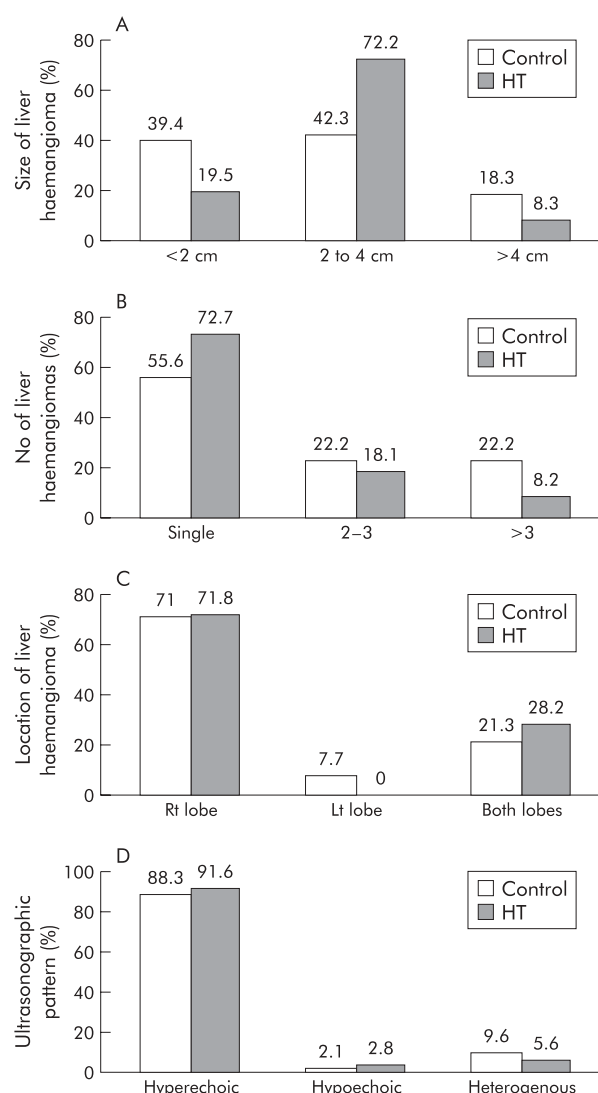 A
Size of liver
haemangioma (%)
80
60
40
20
0
39.4
19.5
42.3
72.2
18.3
8.3
<2 cm
2 to 4 cm
>4 cm
Control
HT
B
No of liver
haemangiomas (%)
80
60
40
20
0
55.6
72.7
22.2
18.1
22.2
8.2
Single
2–3
>3
Control
HT
C
Location of liver
haemangioma (%)
80
60
40
20
0
71
71.8
7.7
0
21.3
28.2
Rt lobe
Lt lobe
Both lobes
Control
HT
D
Ultrasonographic
pattern (%)
100
80
60
40
20
0
88.3
91.6
2.1
2.8
9.6
5.6
Hyperechoic
Hypoechoic
Heterogenous
Control
HT